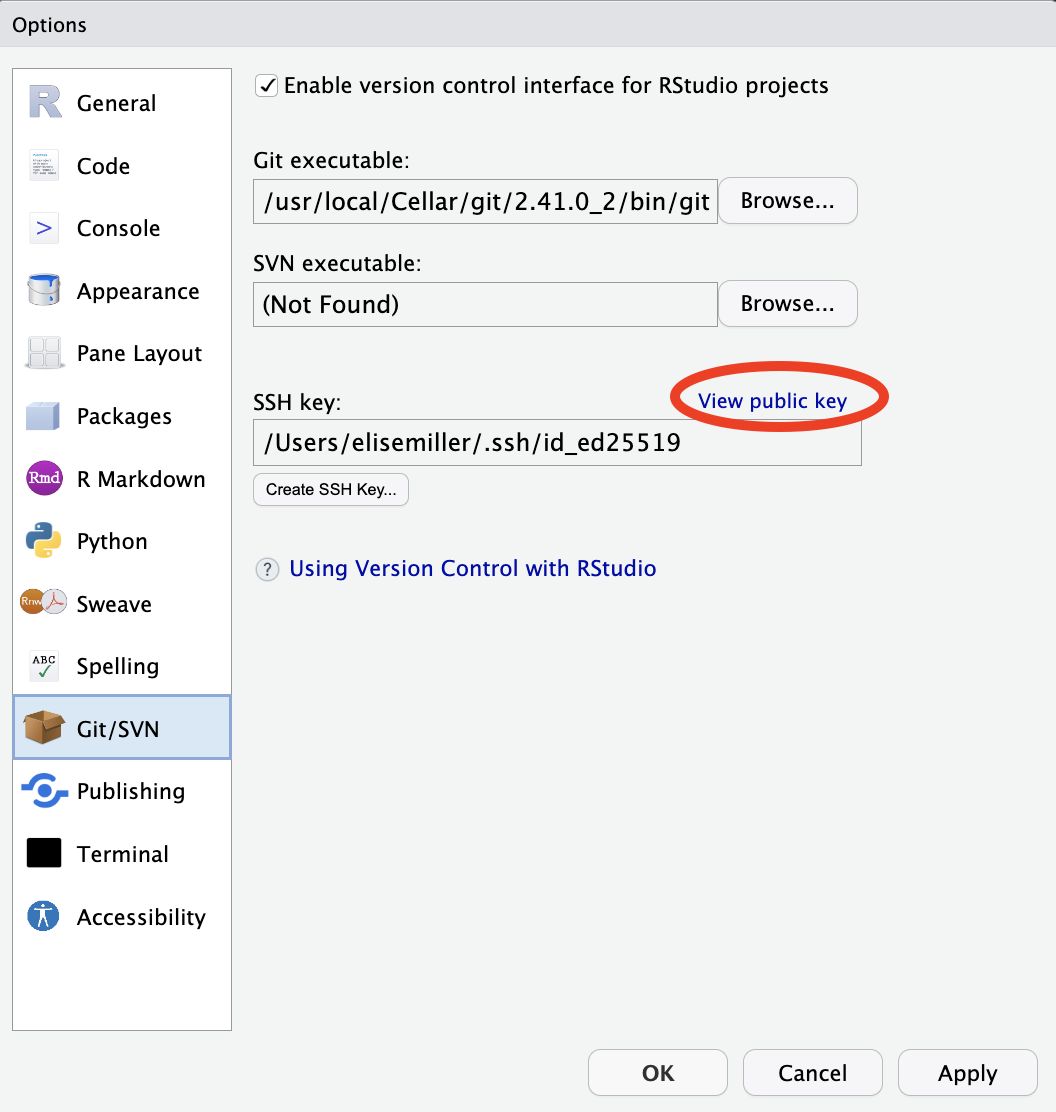 Options
General
Code
Console
Appearance
Pane Layout
Packages
Rmd R Markdown
Python
Rnw Sweave
ABC Spelling
Git/SVN
Publishing
Terminal
Accessibility
Enable version control interface for RStudio projects
Git executable:
/usr/local/Cellar/git/2.41.0_2/bin/git Browse...
SVN executable:
(Not Found) Browse...
SSH key: View public key
/Users/elisemiller/.ssh/id_ed25519
Create SSH Key...
? Using Version Control with RStudio
OK Cancel Apply